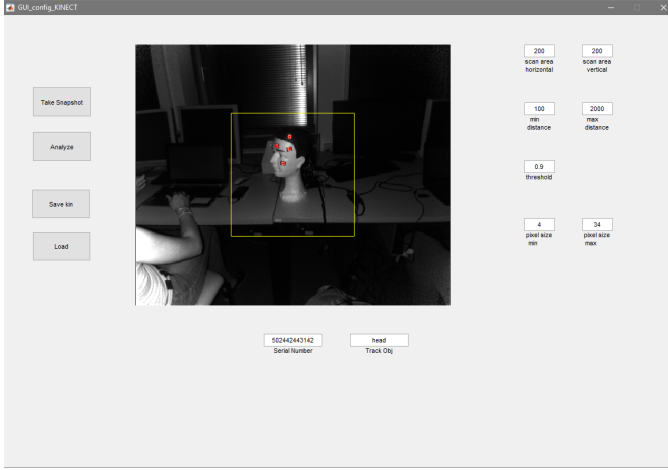 GUI_config_KINECT
200
200
scan area
horizontal
scan area
vertical
Take Snapshot
100
2000
min
distance
max
distance
Analyze
0.9
threshold
Save kin
4
34
pixel size
min
pixel size
max
Load
502442443142
head
Serial Number
Track Obj